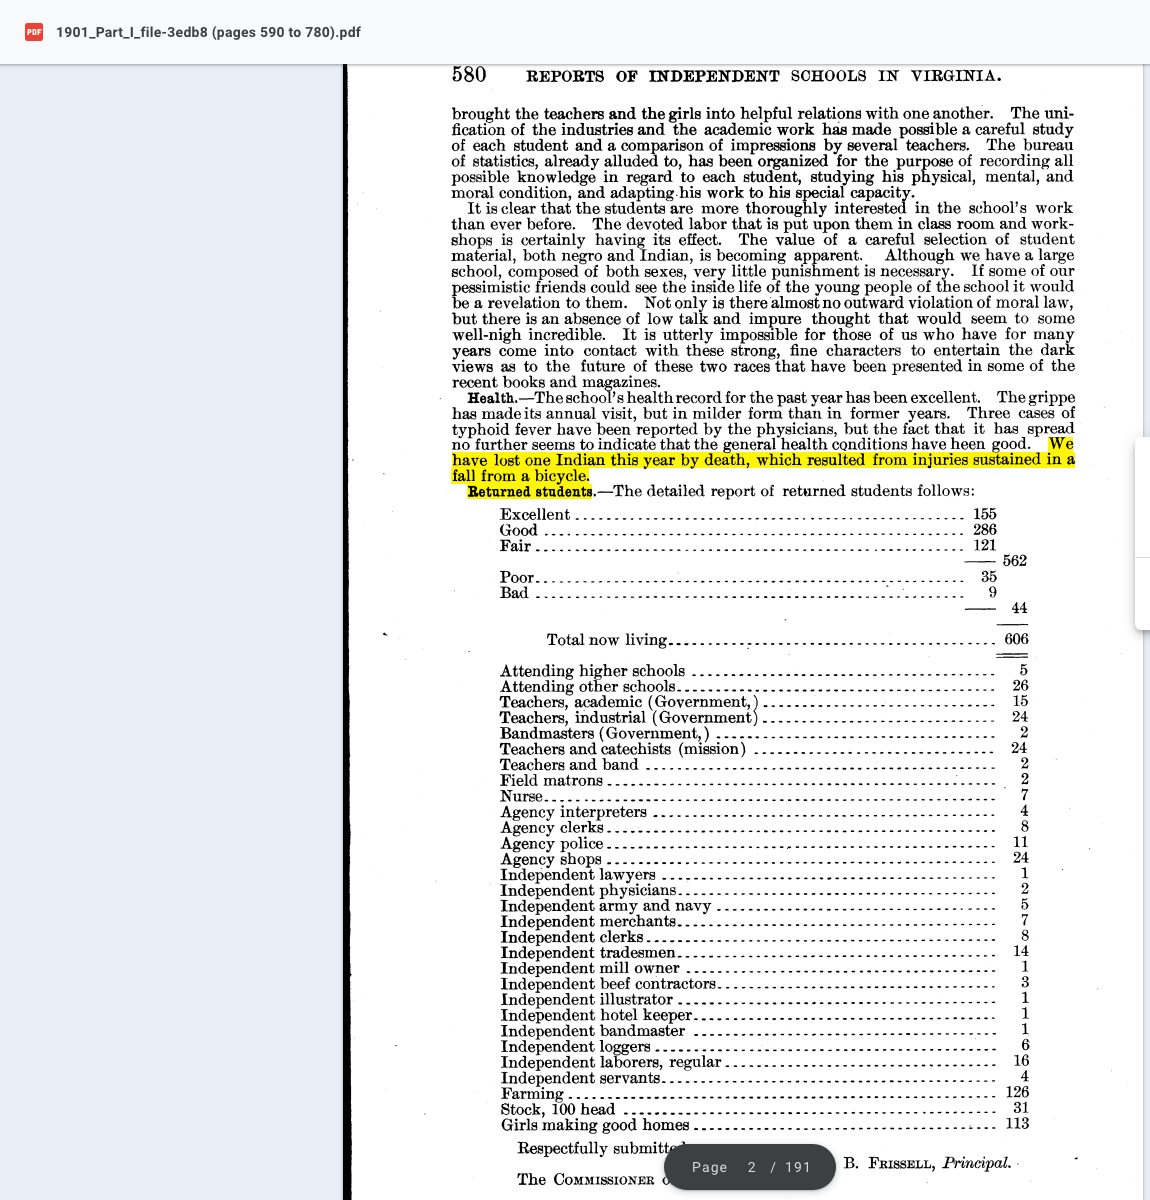 PDF 1901_Part_I_file-3edb8 (pages 590 to 780).pdf
580 REPORTS OF INDEPENDENT SCHOOLS IN VIRGINIA.
brought the teachers and the girls into helpful relations with one another. The uni-
fication of the industries and the academic work has made possible a careful study
of each student and a comparison of impressions by several teachers. The bureau
of statistics, already alluded to, has been organized for the purpose of recording all
possible knowledge in regard to each student, studying his physical, mental, and
moral condition, and adapting his work to his special capacity.
It is clear that the students are more thoroughly interested in the school's work
than ever before. The devoted labor that is put upon them in class room and work-
shops is certainly having its effect. The value of a careful selection of student
material, both negro and Indian, is becoming apparent. Although we have a large
school, composed of both sexes, very little punishment is necessary. If some of our
pessimistic friends could see the inside life of the young people of the school it would
be a revelation to them. Not only is there almost no outward violation of moral law,
but there is an absence of low talk and impure thought that would seem to some
well-nigh incredible. It is utterly impossible for those of us who have for many
years come into contact with these strong, fine characters to entertain the dark
views as to the future of these two races that have been presented in some of the
recent books and magazines.
Health.—The school's health record for the past year has been excellent. The grippe
has made its annual visit, but in milder form than in former years. Three cases of
typhoid fever have been reported by the physicians, but the fact that it has spread
no further seems to indicate that the general health conditions have heen good. We
have lost one Indian this year by death, which resulted from injuries sustained in a
fall from a bicycle.
Returned students.—The detailed report of returned students follows:
Excellent 155
Good 286
Fair 121
562
Poor 35
Bad 9
44
Total now living 606
Attending higher schools 5
Attending other schools 26
Teachers, academic (Government,) 15
Teachers, industrial (Government) 24
Bandmasters (Government,) 2
Teachers and catechists (mission) 24
Teachers and band 2
Field matrons 2
Nurse 7
Agency interpreters 4
Agency clerks 8
Agency police 11
Agency shops 24
Independent lawyers 1
Independent physicians 2
Independent army and navy 5
Independent merchants 7
Independent clerks 8
Independent tradesmen 14
Independent mill owner 1
Independent beef contractors 3
Independent illustrator 1
Independent hotel keeper 1
Independent bandmaster 1
Independent loggers 6
Independent laborers, regular 16
Independent servants 4
Farming 126
Stock, 100 head 31
Girls making good homes 113
Respectfully submitt
B. FRISSELL, Principal.
The COMMISSIONER
Page 2 / 191